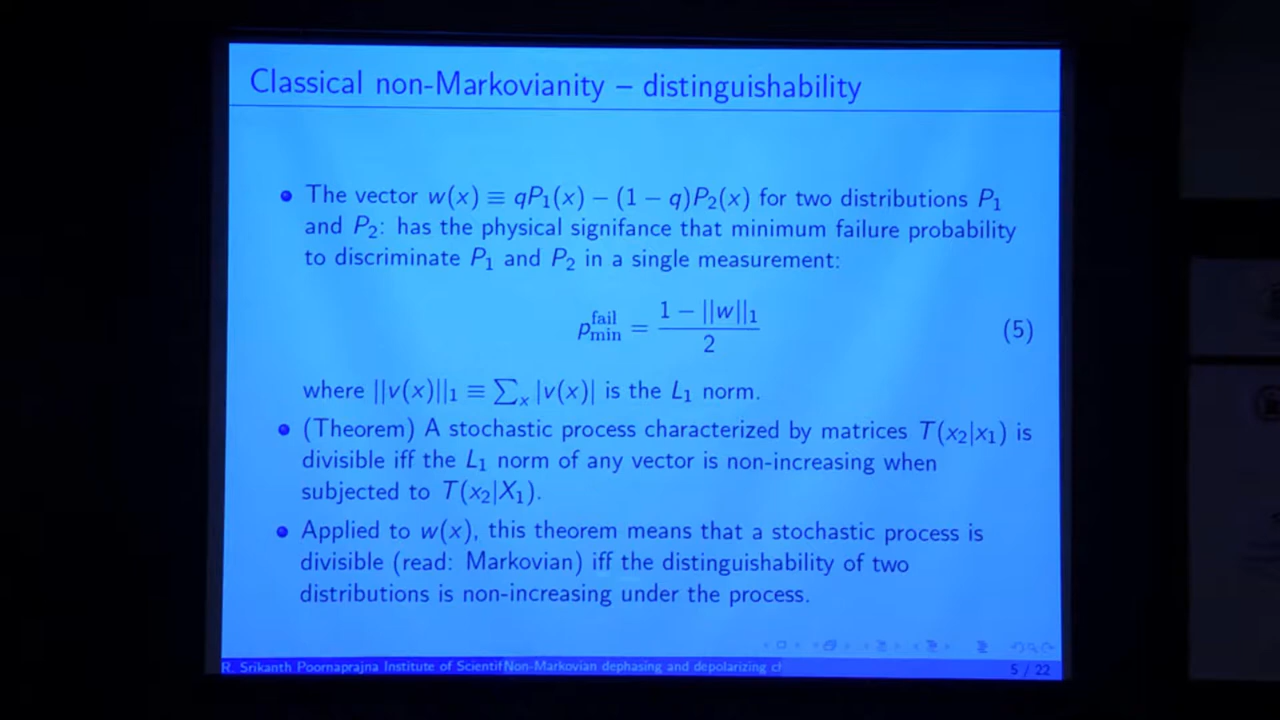 Classical non-Markovianity – distinguishability
• The vector w(x) ≡ qP₁(x) − (1 − q)P₂(x) for two distributions P₁
and P₂: has the physical signifance that minimum failure probability
to discriminate P₁ and P₂ in a single measurement:
p_min^fail = (1 − ||w||₁) / 2 (5)
where ||v(x)||₁ ≡ ∑ₓ |v(x)| is the L₁ norm.
• (Theorem) A stochastic process characterized by matrices T(x₂|x₁) is
divisible iff the L₁ norm of any vector is non-increasing when
subjected to T(x₂|X₁).
• Applied to w(x), this theorem means that a stochastic process is
divisible (read: Markovian) iff the distinguishability of two
distributions is non-increasing under the process.
R. Srikanth Poornaprajna Institute of Scientif Non-Markovian dephasing and depolarizing cl 5 / 22